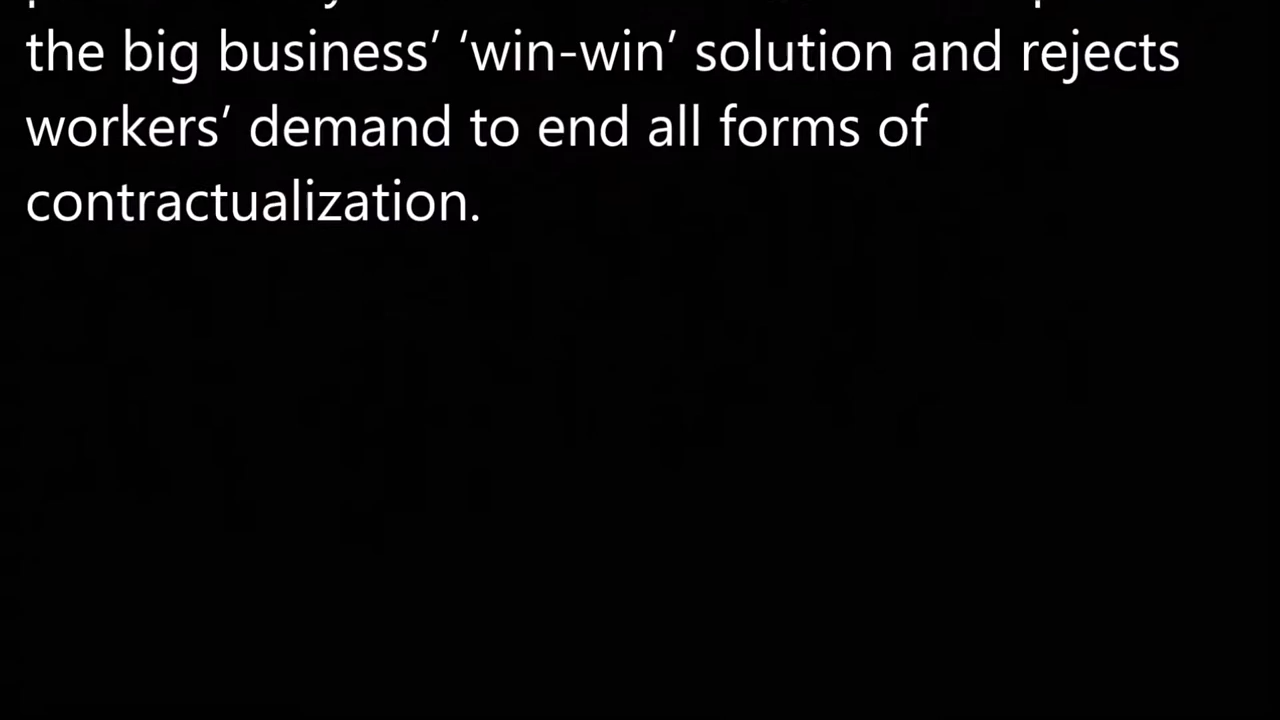 the big business’ ‘win-win’ solution and rejects
workers’ demand to end all forms of
contractualization.